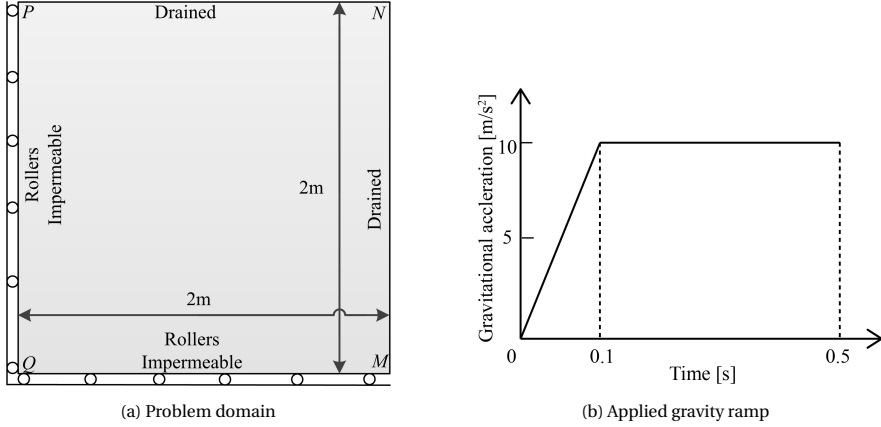 P
Drained
N
Rollers
Impermeable
2m
Drained
2m
Rollers
Impermeable
Q
M
(a) Problem domain
Gravitational accleration [m/s²]
10
5
0
0.1
0.5
Time [s]
(b) Applied gravity ramp